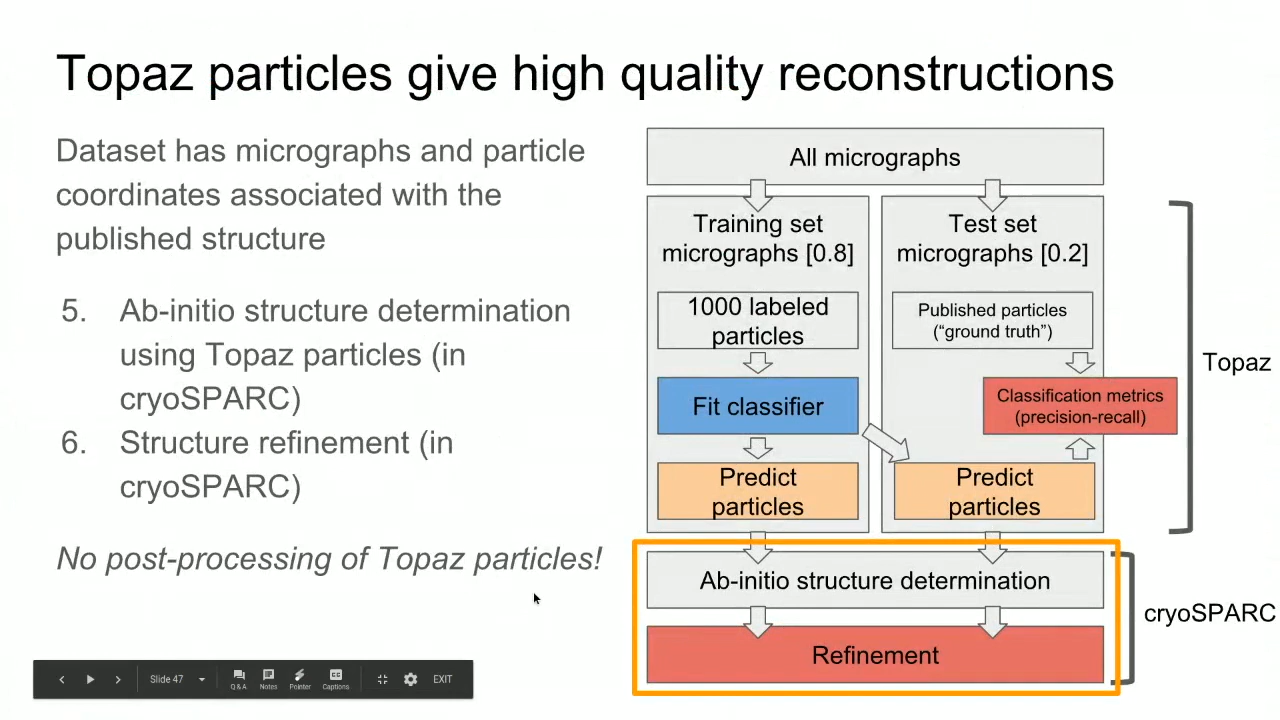 Topaz particles give high quality reconstructions
Dataset has micrographs and particle
coordinates associated with the
published structure
5. Ab-initio structure determination
using Topaz particles (in
cryoSPARC)
6. Structure refinement (in
cryoSPARC)
No post-processing of Topaz particles!
All micrographs
Training set
micrographs [0.8]
1000 labeled
particles
Fit classifier
Predict
particles
Test set
micrographs [0.2]
Published particles
(“ground truth”)
Classification metrics
(precision-recall)
Predict
particles
Topaz
Ab-initio structure determination
Refinement
cryoSPARC
Slide 47
Q&A
Notes
Pointer
CC
Captions
EXIT